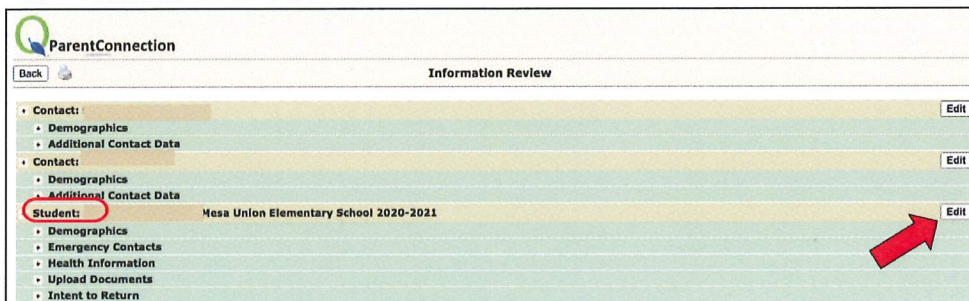 Q ParentConnection
Back Information Review
Contact: Edit
Demographics
Additional Contact Data
Contact: Edit
Demographics
Additional Contact Data
Student: Mesa Union Elementary School 2020-2021 Edit
Demographics
Emergency Contacts
Health Information
Upload Documents
Intent to Return